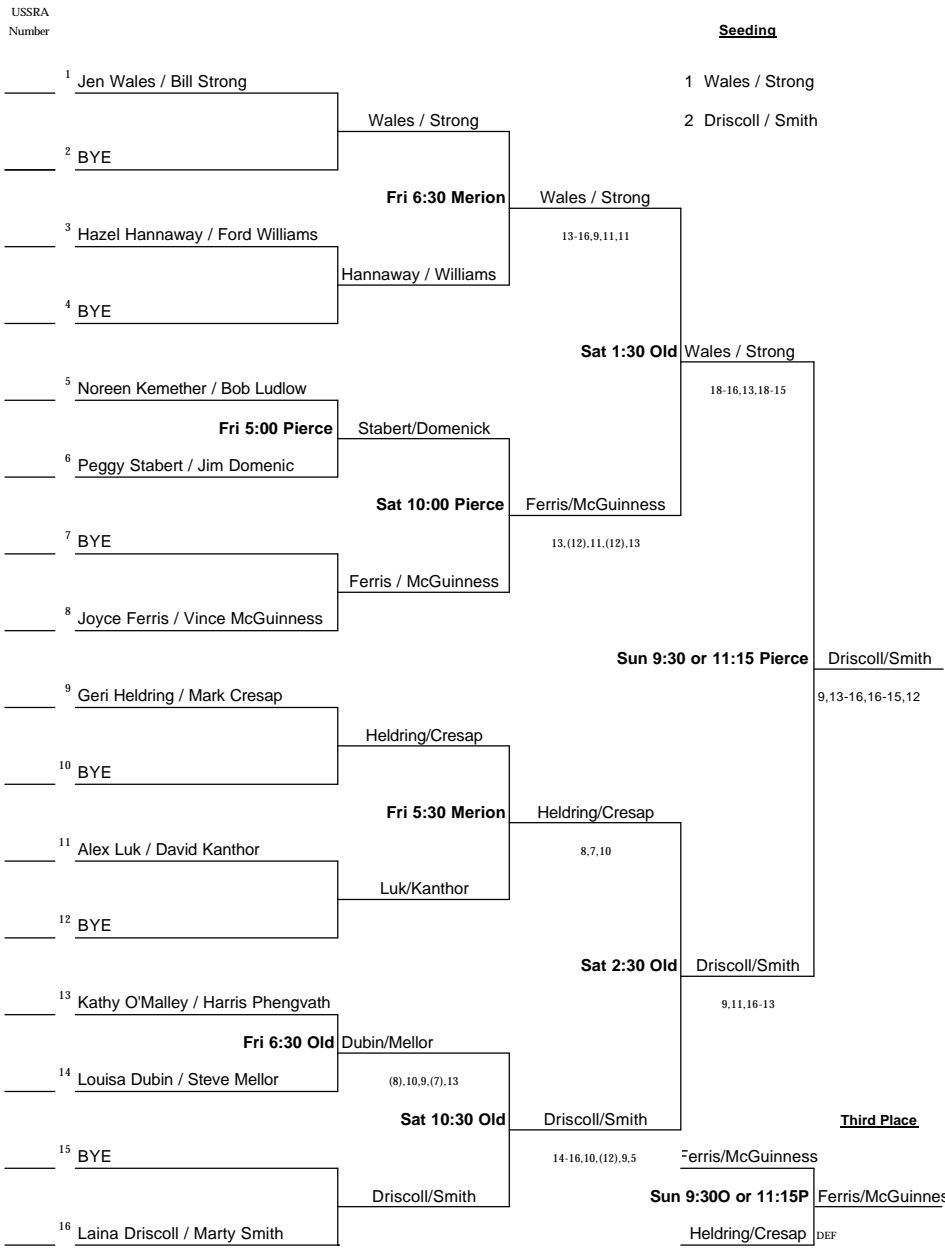 USSRA
Number
Seeding
1 Jen Wales / Bill Strong
1 Wales / Strong
Wales / Strong
2 Driscoll / Smith
2 BYE
Fri 6:30 Merion
Wales / Strong
3 Hazel Hannaway / Ford Williams
13-16,9,11,11
Hannaway / Williams
4 BYE
Sat 1:30 Old
Wales / Strong
5 Noreen Kemether / Bob Ludlow
18-16,13,18-15
Fri 5:00 Pierce
Stabert/Domenick
6 Peggy Stabert / Jim Domenic
Sat 10:00 Pierce
Ferris/McGuinness
7 BYE
13,(12),11,(12),13
Ferris / McGuinness
8 Joyce Ferris / Vince McGuinness
Sun 9:30 or 11:15 Pierce
Driscoll/Smith
9 Geri Heldring / Mark Cresap
9,13-16,16-15,12
Heldring/Cresap
10 BYE
Fri 5:30 Merion
Heldring/Cresap
11 Alex Luk / David Kanthor
8,7,10
Luk/Kanthor
12 BYE
Sat 2:30 Old
Driscoll/Smith
13 Kathy O'Malley / Harris Phengvath
9,11,16-13
Fri 6:30 Old
Dubin/Mellor
14 Louisa Dubin / Steve Mellor
(8),10,9,(7),13
Sat 10:30 Old
Driscoll/Smith
Third Place
15 BYE
14-16,10,(12),9,5
Ferris/McGuinness
Driscoll/Smith
Sun 9:30O or 11:15P
Ferris/McGuinnes
16 Laina Driscoll / Marty Smith
Heldring/Cresap
DEF